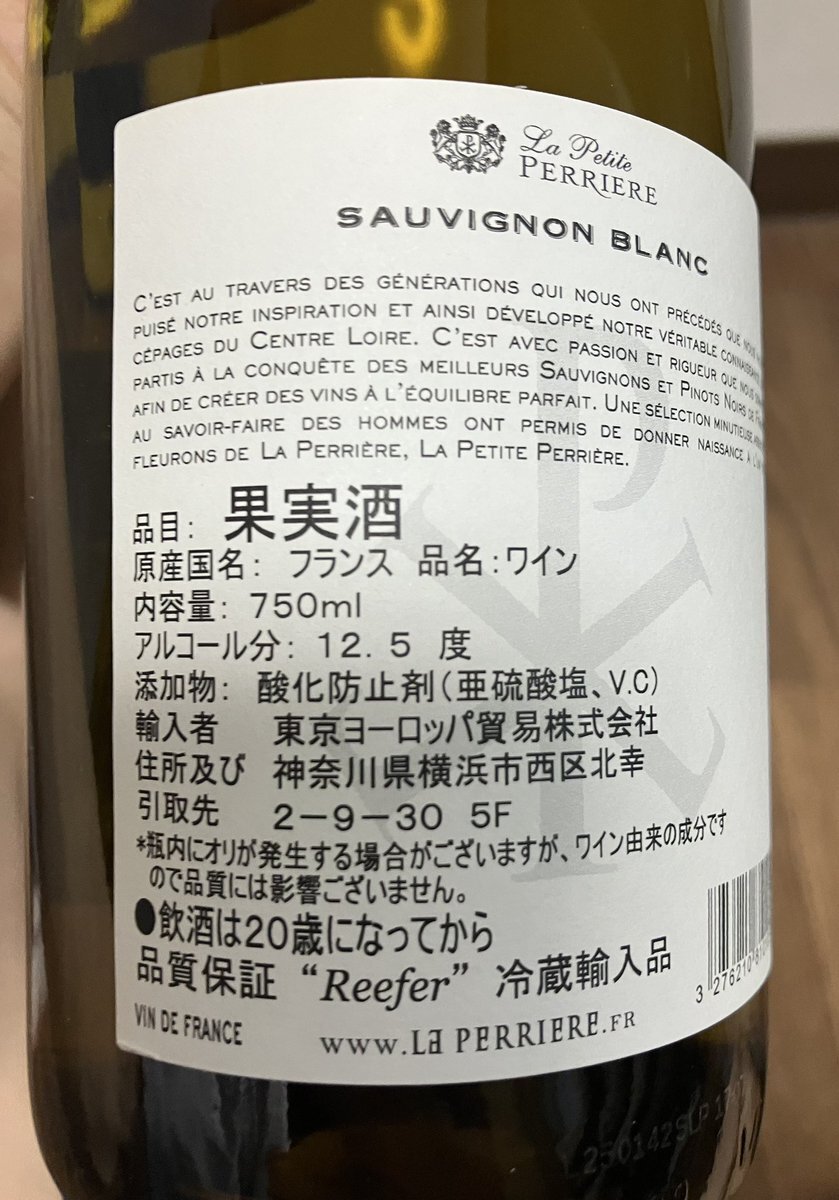 La Petite
PERRIERE
SAUVIGNON BLANC
C'EST AU TRAVERS DES GÉNÉRATIONS QUI NOUS ONT PRÉCÉDÉS QUE NOUS
PUISÉ NOTRE INSPIRATION ET AINSI DÉVELOPPÉ NOTRE VÉRITABLE CONNAISSANCE
CÉPAGES DU CENTRE LOIRE. C'EST AVEC PASSION ET RIGUEUR QUE NOUS
PARTIS À LA CONQUÊTE DES MEILLEURS SAUVIGNONS ET PINOTS NOIRS DE
AFIN DE CRÉER DES VINS À L'ÉQUILIBRE PARFAIT. UNE SÉLECTION MINUTIEUSE
AU SAVOIR-FAIRE DES HOMMES ONT PERMIS DE DONNER NAISSANCE À
FLEURONS DE LA PERRIÈRE, LA PETITE PERRIÈRE.
品目: 果実酒
原産国名: フランス 品名:ワイン
内容量: 750ml
アルコール分: 12.5 度
添加物: 酸化防止剤(亜硫酸塩、V.C)
輸入者 東京ヨーロッパ貿易株式会社
住所及び 神奈川県横浜市西区北幸
引取先 2-9-30 5F
*瓶内にオリが発生する場合がございますが、ワイン由来の成分です
ので品質には影響ございません。
●飲酒は20歳になってから
品質保証 “Reefer” 冷蔵輸入品
3 276210
VIN DE FRANCE
WWW.LA PERRIERE.FR